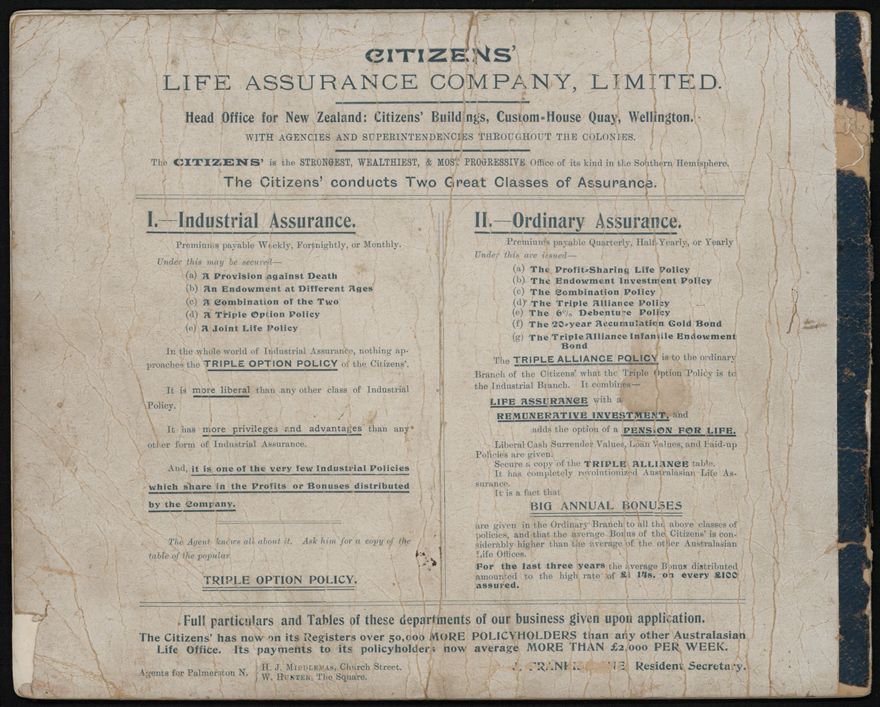 CITIZENS'
LIFE ASSURANCE COMPANY, LIMITED.
Head Office for New Zealand: Citizens' Buildings, Custom-House Quay, Wellington.
WITH AGENCIES AND SUPERINTENDENCIES THROUGHOUT THE COLONIES.
The CITIZENS' is the STRONGEST, WEALTHIEST, & MOST PROGRESSIVE Office of its kind in the Southern Hemisphere.
The Citizens' conducts Two Great Classes of Assurance.
I.—Industrial Assurance.
Premiums payable Weekly, Fortnightly, or Monthly.
Under this may be secured—
(a) A Provision against Death
(b) An Endowment at Different Ages
(c) A Combination of the Two
(d) A Triple Option Policy
(e) A Joint Life Policy
In the whole world of Industrial Assurance, nothing ap-
proaches the TRIPLE OPTION POLICY of the Citizens'.
It is more liberal than any other class of Industrial
Policy.
It has more privileges and advantages than any
other form of Industrial Assurance.
And, it is one of the very few Industrial Policies
which share in the Profits or Bonuses distributed
by the Company.
The Agent knows all about it. Ask him for a copy of the
table of the popular
TRIPLE OPTION POLICY.
II.—Ordinary Assurance.
Premiums payable Quarterly, Half-Yearly, or Yearly
Under this are issued—
(a) The Profit-Sharing Life Policy
(b) The Endowment Investment Policy
(c) The Combination Policy
(d) The Triple Alliance Policy
(e) The 6% Debenture Policy
(f) The 20-year Accumulation Gold Bond
(g) The Triple Alliance Infantile Endowment
Bond
The TRIPLE ALLIANCE POLICY is to the ordinary
Branch of the Citizens' what the Triple Option Policy is to
the Industrial Branch. It combines—
LIFE ASSURANCE with a
REMUNERATIVE INVESTMENT, and
adds the option of a PENSION FOR LIFE.
Liberal Cash Surrender Values, Loan Values, and Paid-up
Policies are given.
Secure a copy of the TRIPLE ALLIANCE table.
It has completely revolutionized Australasian Life As-
surance.
It is a fact that
BIG ANNUAL BONUSES
are given in the Ordinary Branch to all the above classes of
policies, and that the average Bonus of the Citizens' is con-
siderably higher than the average of the other Australasian
Life Offices.
For the last three years the average Bonus distributed
amounted to the high rate of £1 14s. on every £100
assured.
Full particulars and Tables of these departments of our business given upon application.
The Citizens' has now on its Registers over 50,000 MORE POLICYHOLDERS than any other Australasian
Life Office. Its payments to its policyholders now average MORE THAN £2,000 PER WEEK.
Agents for Palmerston N. H. J. MIDDLEMAS, Church Street.
W. HUNTER, The Square.
Resident Secretary.